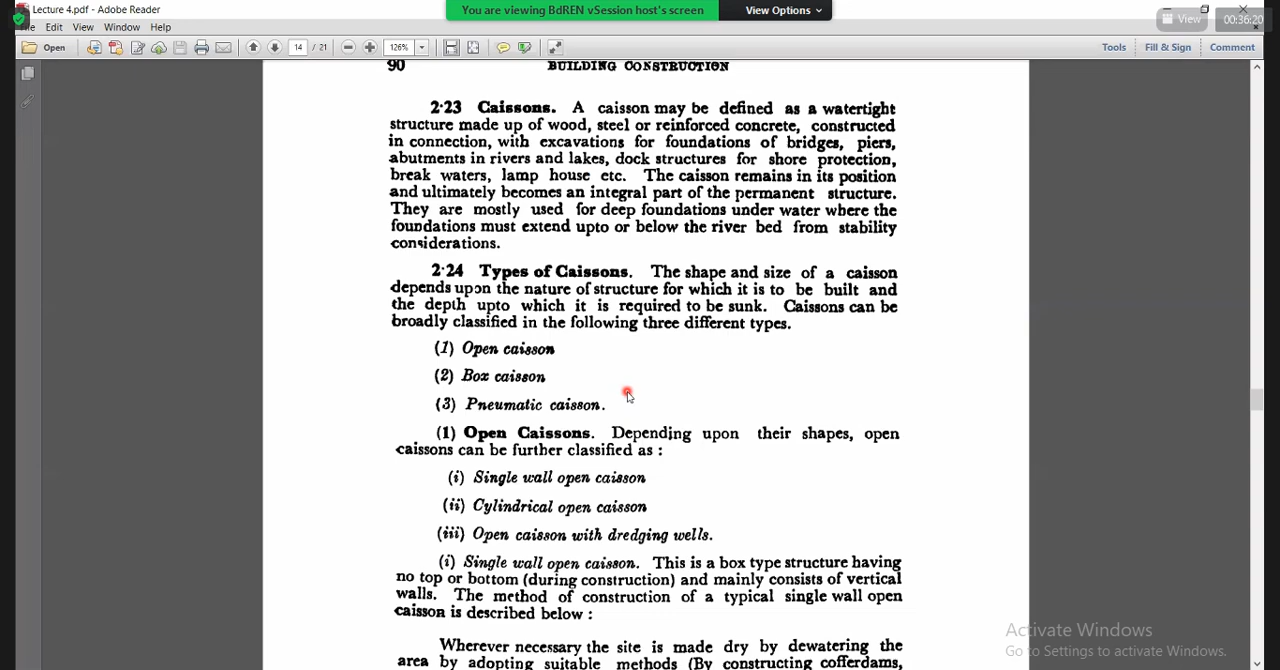 Lecture 4.pdf - Adobe Reader
You are viewing BdREN vSession host's screen
View Options
File Edit View Window Help
View
00:36:20
Open
14 / 21
126%
Tools Fill & Sign Comment
90 BUILDING CONSTRUCTION
2·23 Caissons. A caisson may be defined as a watertight
structure made up of wood, steel or reinforced concrete, constructed
in connection, with excavations for foundations of bridges, piers,
abutments in rivers and lakes, dock structures for shore protection,
break waters, lamp house etc. The caisson remains in its position
and ultimately becomes an integral part of the permanent structure.
They are mostly used for deep foundations under water where the
foundations must extend upto or below the river bed from stability
considerations.
2·24 Types of Caissons. The shape and size of a caisson
depends upon the nature of structure for which it is to be built and
the depth upto which it is required to be sunk. Caissons can be
broadly classified in the following three different types.
(1) Open caisson
(2) Box caisson
(3) Pneumatic caisson.
(1) Open Caissons. Depending upon their shapes, open
caissons can be further classified as :
(i) Single wall open caisson
(ii) Cylindrical open caisson
(iii) Open caisson with dredging wells.
(i) Single wall open caisson. This is a box type structure having
no top or bottom (during construction) and mainly consists of vertical
walls. The method of construction of a typical single wall open
caisson is described below :
Wherever necessary the site is made dry by dewatering the
area by adopting suitable methods (By constructing cofferdams,
Activate Windows
Go to Settings to activate Windows.